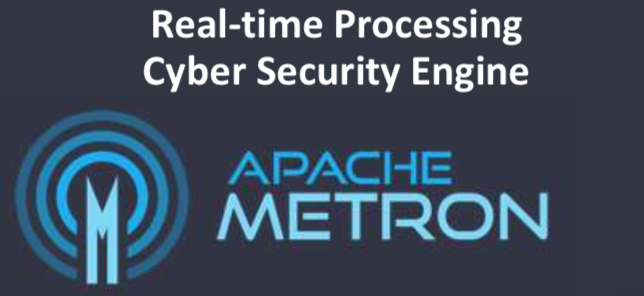 Real-time Processing
Cyber Security Engine
APACHE
METRON